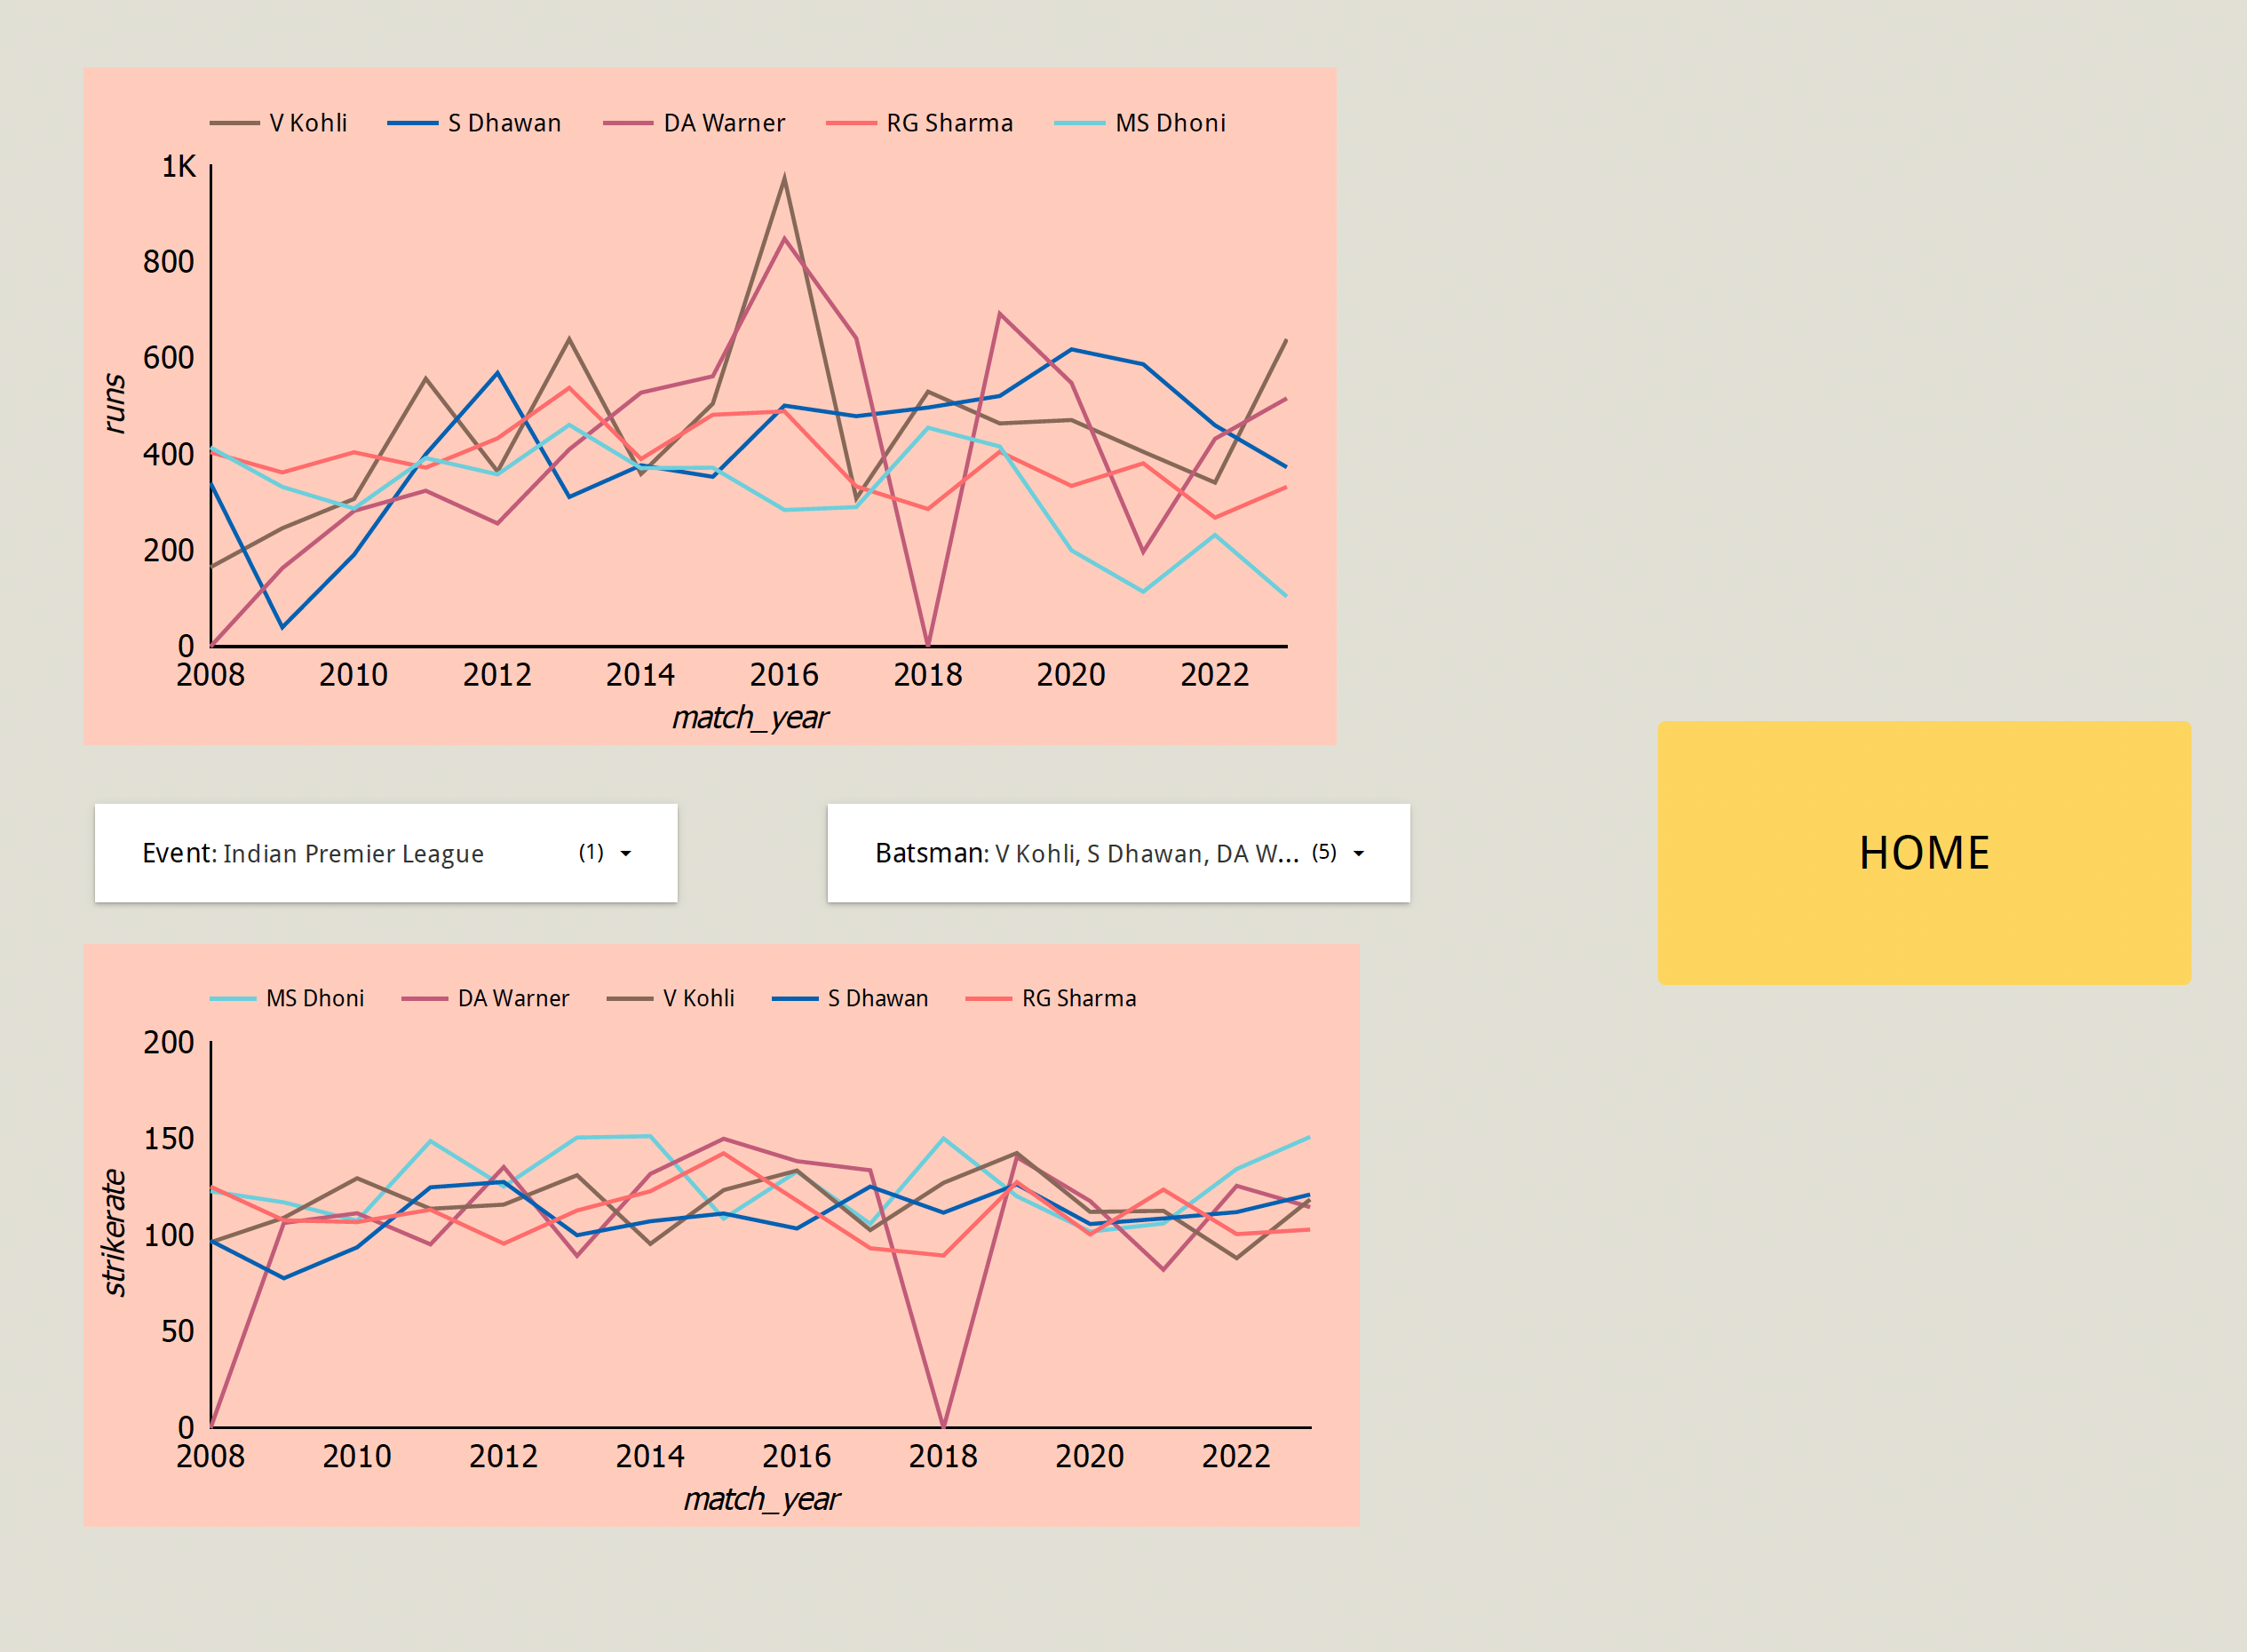 V Kohli S Dhawan DA Warner RG Sharma MS Dhoni
1K
800
600
400
200
0
runs
2008 2010 2012 2014 2016 2018 2020 2022
match_year
Event: Indian Premier League (1)
Batsman: V Kohli, S Dhawan, DA W... (5)
HOME
MS Dhoni DA Warner V Kohli S Dhawan RG Sharma
200
150
100
50
0
strikerate
2008 2010 2012 2014 2016 2018 2020 2022
match_year